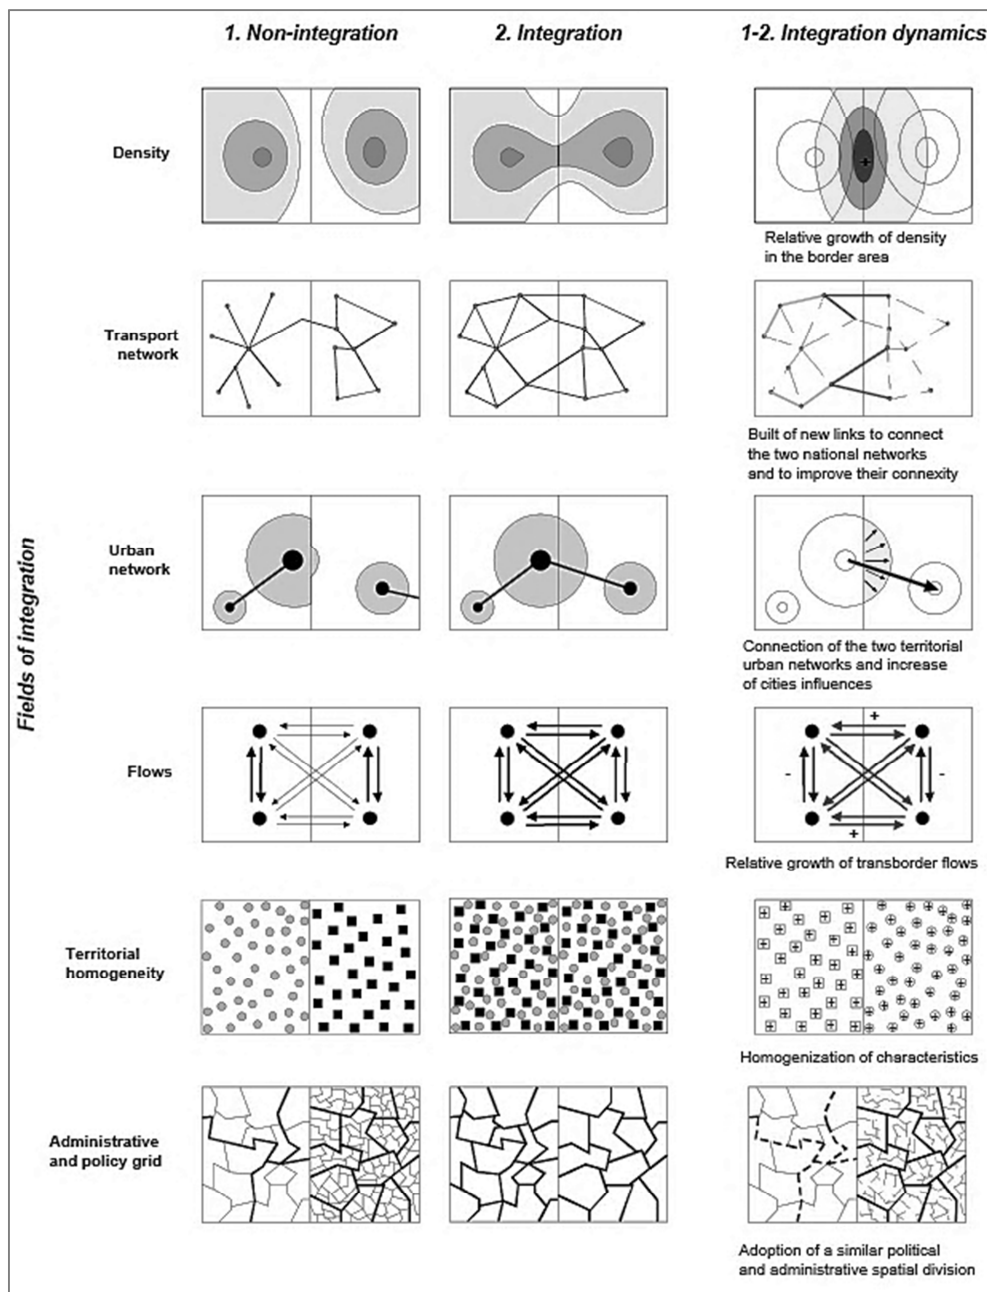 1. Non-integration
2. Integration
1-2. Integration dynamics
Fields of integration
Density
+
Relative growth of density
in the border area
Transport
network
Built of new links to connect
the two national networks
and to improve their connexity
Urban
network
Connection of the two territorial
urban networks and increase
of cities influences
Flows
+
-
-
+
Relative growth of transborder flows
Territorial
homogeneity
Homogenization of characteristics
Administrative
and policy grid
Adoption of a similar political
and administrative spatial division